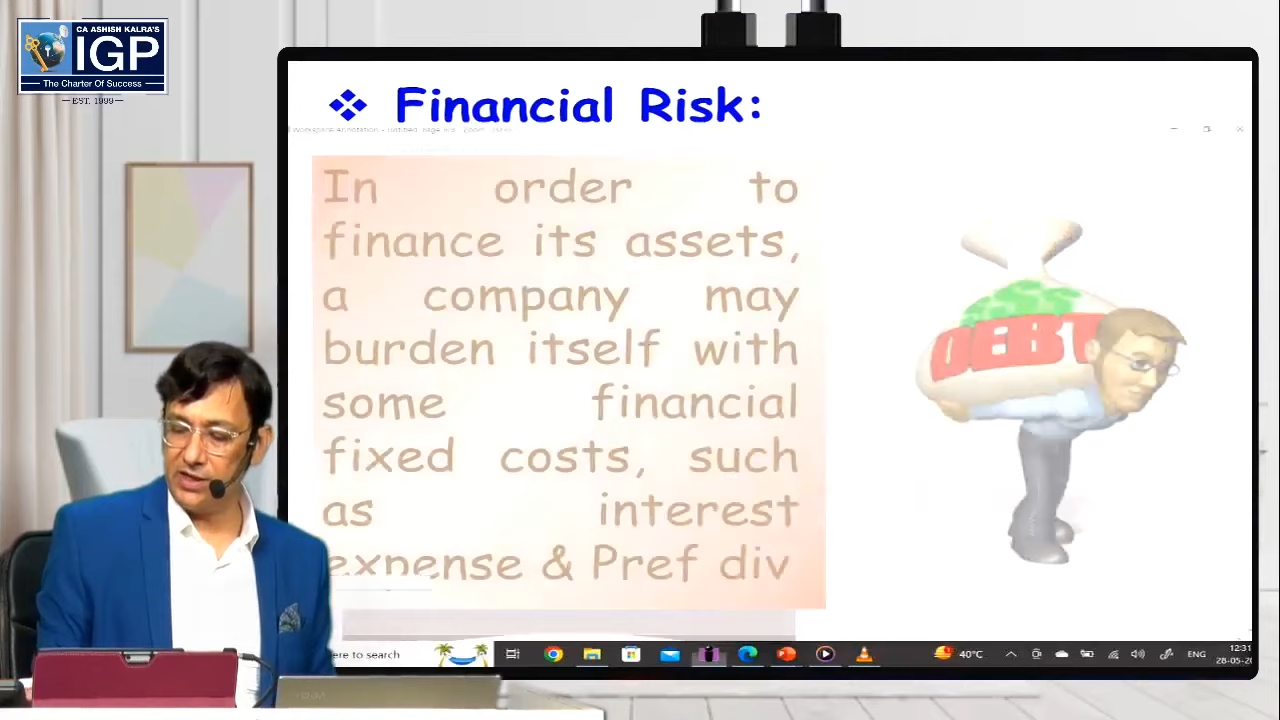 CA ASHISH KALRA'S
IGP
The Charter Of Success
EST. 1999
❖ Financial Risk:
In order to
finance its assets,
a company may
burden itself with
some financial
fixed costs, such
as interest
expense & Pref div
DEBT
ere to search
40°C
ENG
12:31
28-05-20